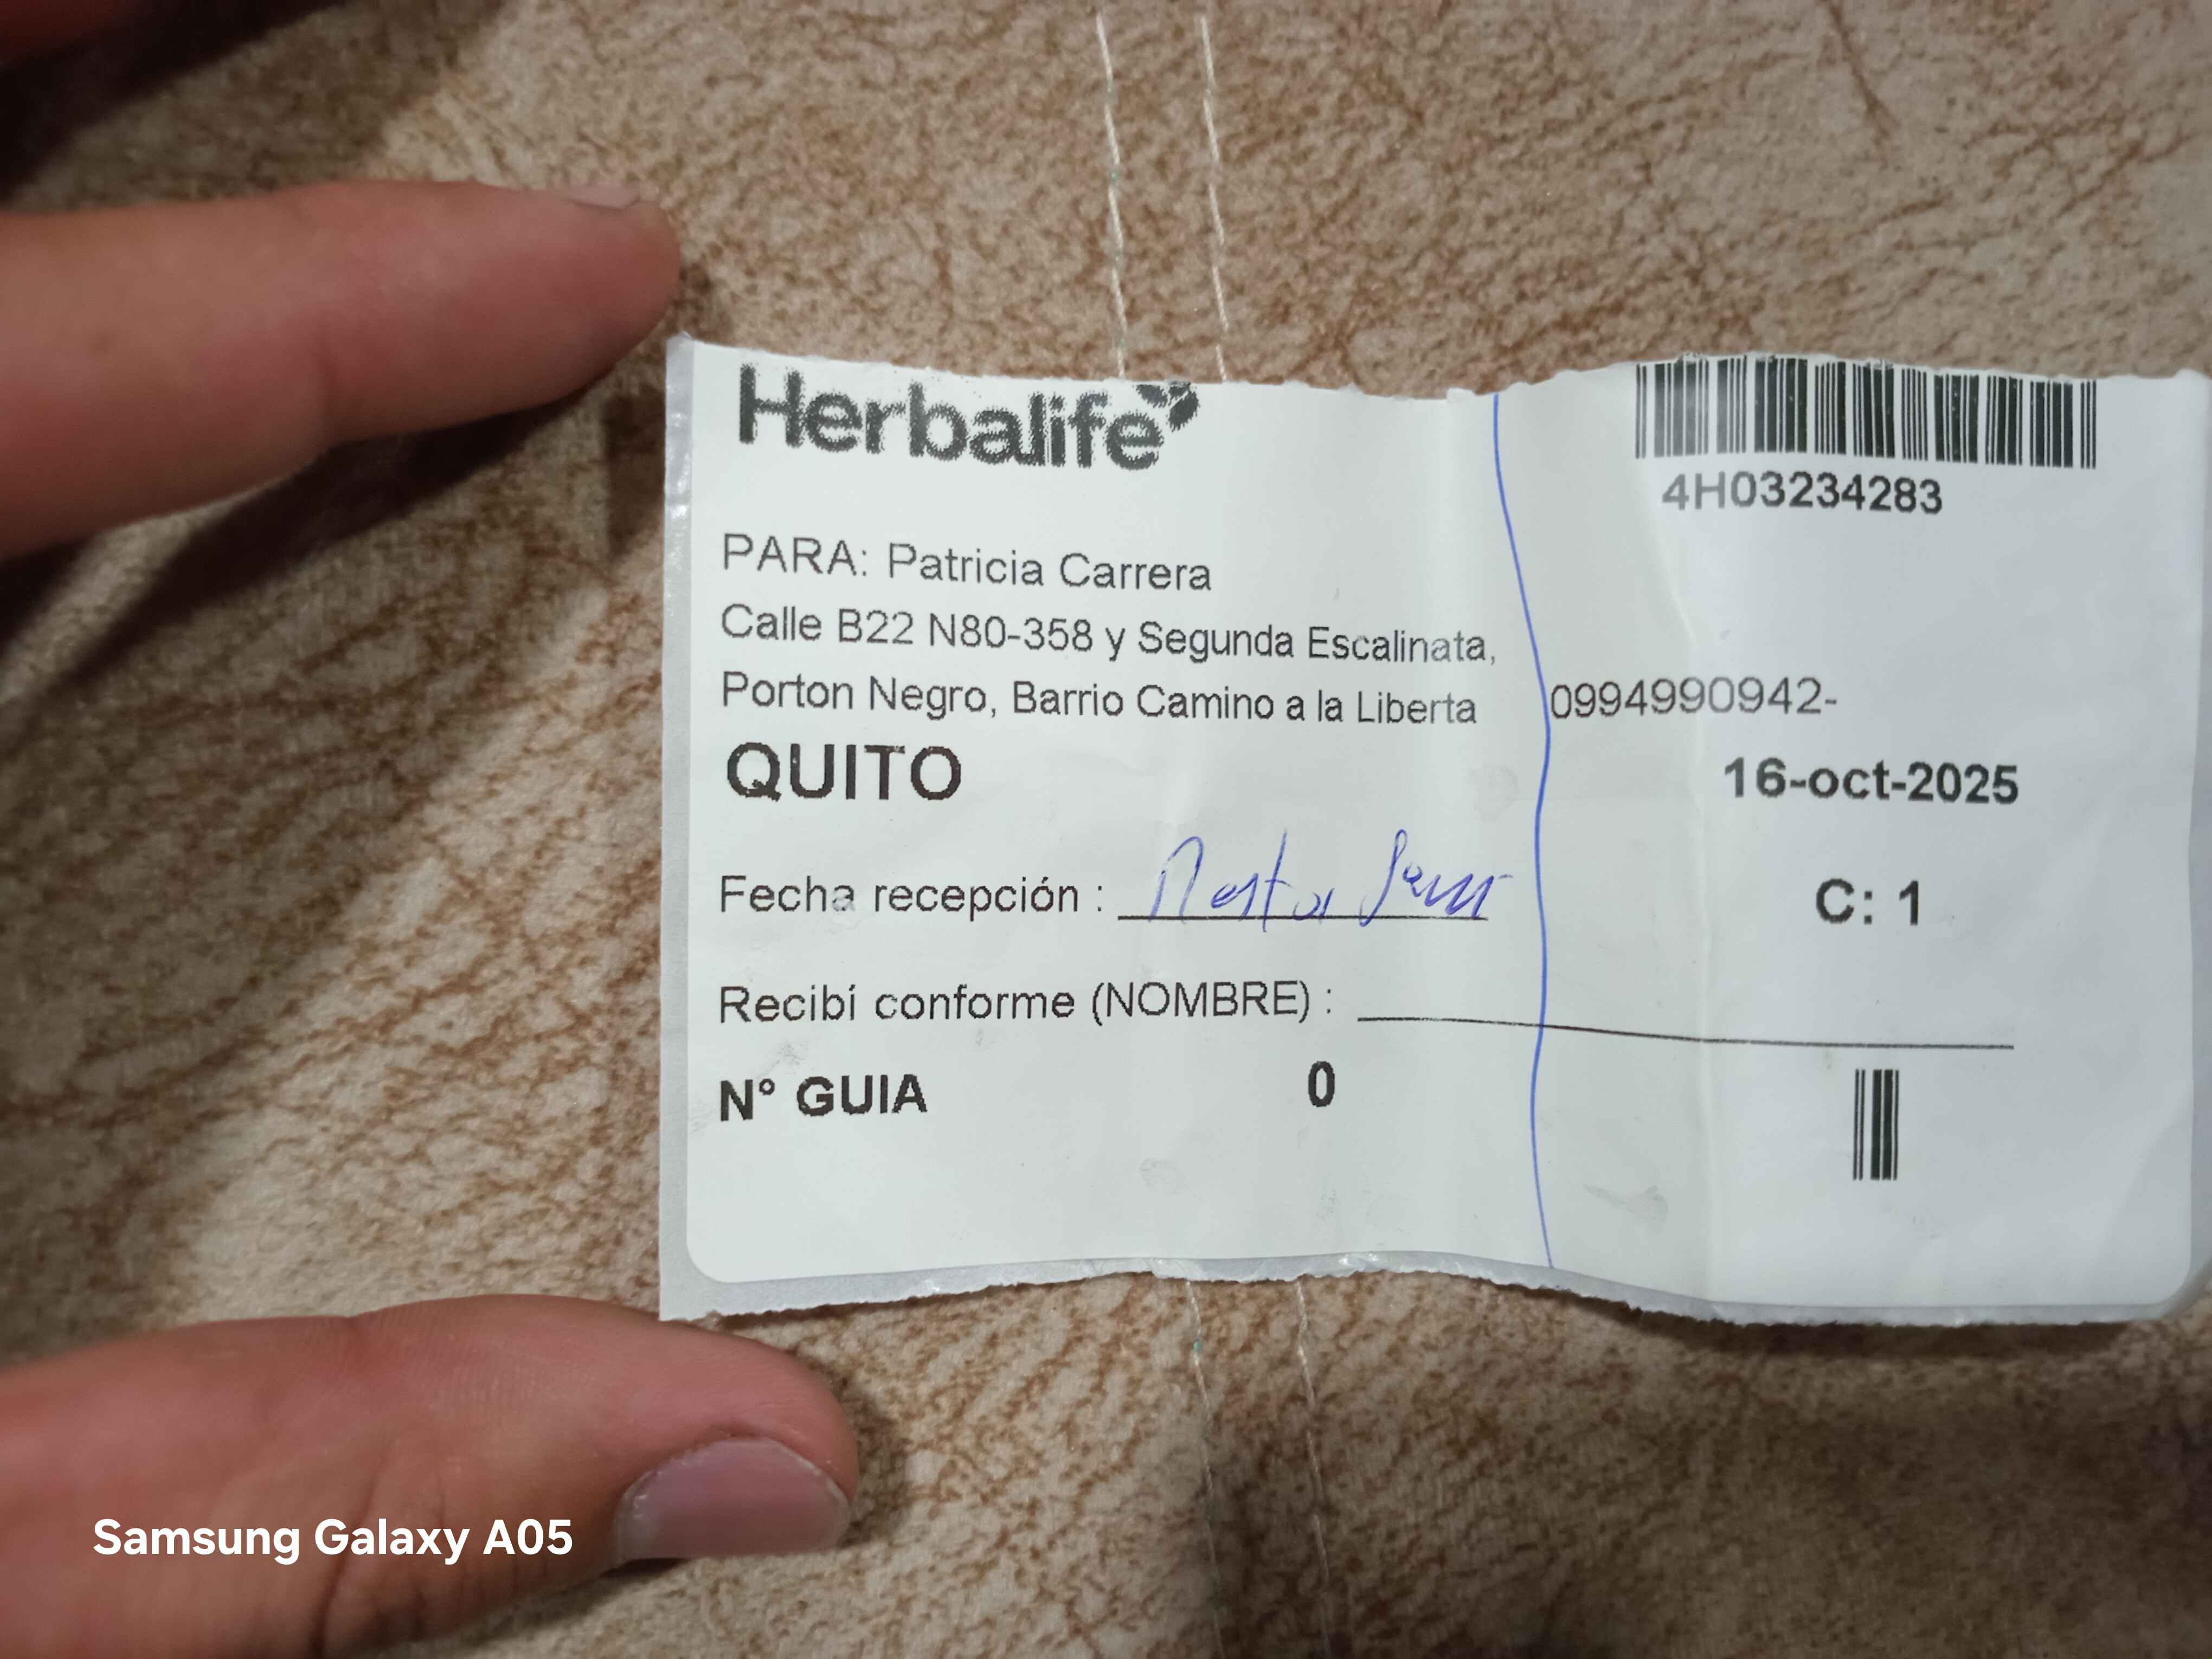 Herbalife
4H03234283
PARA: Patricia Carrera
Calle B22 N80-358 y Segunda Escalinata,
Porton Negro, Barrio Camino a la Liberta 0994990942-
QUITO
16-oct-2025
Fecha recepción :
C: 1
Recibí conforme (NOMBRE) :
N° GUIA 0
Samsung Galaxy A05